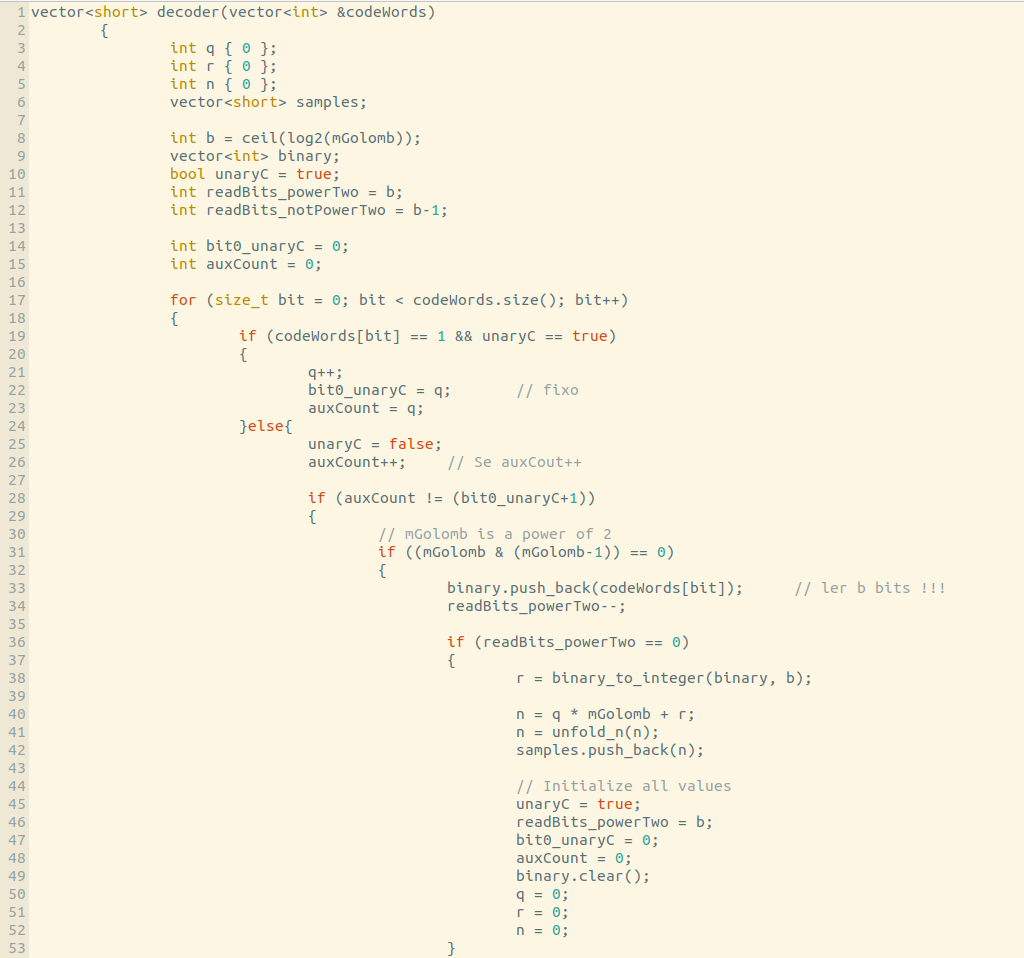 1 vector<short> decoder(vector<int> &codeWords)
2 {
3 int q { 0 };
4 int r { 0 };
5 int n { 0 };
6 vector<short> samples;
7
8 int b = ceil(log2(mGolomb));
9 vector<int> binary;
10 bool unaryC = true;
11 int readBits_powerTwo = b;
12 int readBits_notPowerTwo = b-1;
13
14 int bit0_unaryC = 0;
15 int auxCount = 0;
16
17 for (size_t bit = 0; bit < codeWords.size(); bit++)
18 {
19 if (codeWords[bit] == 1 && unaryC == true)
20 {
21 q++;
22 bit0_unaryC = q; // fixo
23 auxCount = q;
24 }else{
25 unaryC = false;
26 auxCount++; // Se auxCout++
27
28 if (auxCount != (bit0_unaryC+1))
29 {
30 // mGolomb is a power of 2
31 if ((mGolomb & (mGolomb-1)) == 0)
32 {
33 binary.push_back(codeWords[bit]); // ler b bits !!!
34 readBits_powerTwo--;
35
36 if (readBits_powerTwo == 0)
37 {
38 r = binary_to_integer(binary, b);
39
40 n = q * mGolomb + r;
41 n = unfold_n(n);
42 samples.push_back(n);
43
44 // Initialize all values
45 unaryC = true;
46 readBits_powerTwo = b;
47 bit0_unaryC = 0;
48 auxCount = 0;
49 binary.clear();
50 q = 0;
51 r = 0;
52 n = 0;
53 }